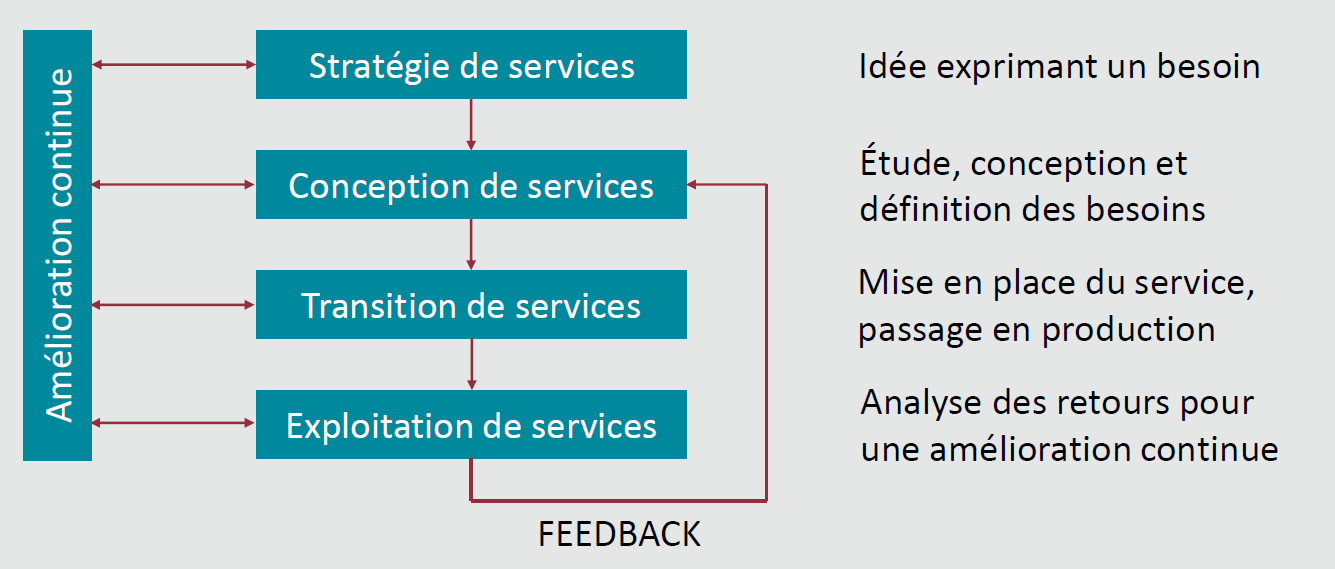 Amélioration continue
Stratégie de services
Idée exprimant un besoin
Conception de services
Étude, conception et
définition des besoins
Transition de services
Mise en place du service,
passage en production
Exploitation de services
Analyse des retours pour
une amélioration continue
FEEDBACK